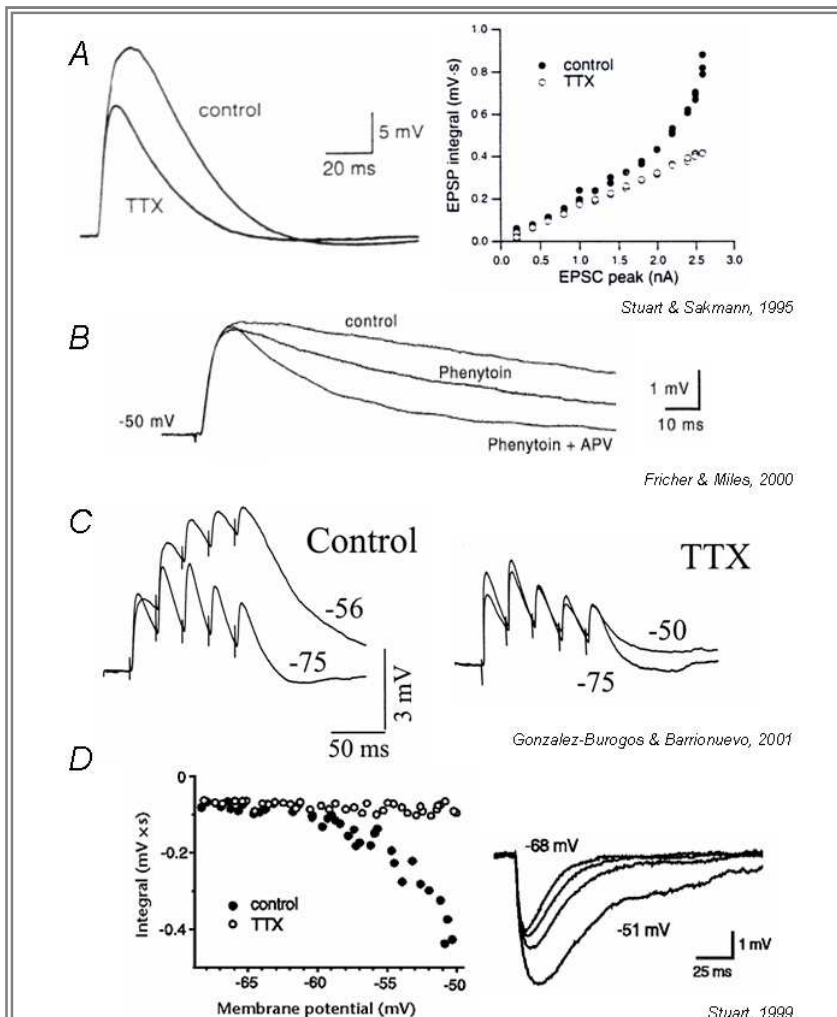 A
control
TTX
5 mV
20 ms
EPSP integral (mV·s)
1.0
0.8
0.6
0.4
0.2
0.0
control
TTX
0.0 0.5 1.0 1.5 2.0 2.5 3.0
EPSC peak (nA)
Stuart & Sakmann, 1995
B
control
Phenytoin
Phenytoin + APV
-50 mV
1 mV
10 ms
Fricher & Miles, 2000
C
Control
-56
-75
3 mV
50 ms
TTX
-50
-75
Gonzalez-Burogos & Barrionuevo, 2001
D
Integral (mV × s)
0
-0.2
-0.4
control
TTX
-65 -60 -55 -50
Membrane potential (mV)
-68 mV
-51 mV
1 mV
25 ms
Stuart, 1999